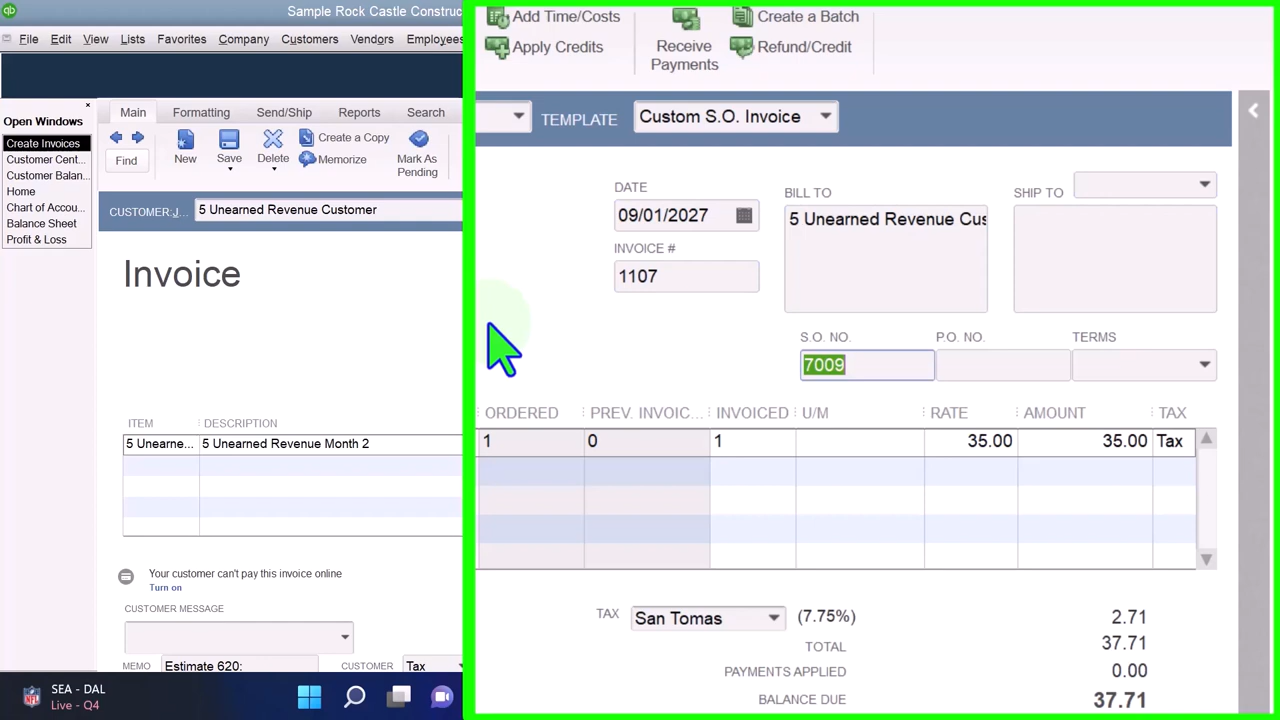 Sample Rock Castle Construc
File Edit View Lists Favorites Company Customers Vendors Employees
Open Windows
Create Invoices
Customer Cent...
Customer Balan...
Home
Chart of Accou...
Balance Sheet
Profit & Loss
Main Formatting Send/Ship Reports Search
Find
New
Save
Delete
Create a Copy
Memorize
Mark As
Pending
CUSTOMER:J... 5 Unearned Revenue Customer
Invoice
ITEM DESCRIPTION
5 Unearne... 5 Unearned Revenue Month 2
Your customer can't pay this invoice online
Turn on
CUSTOMER MESSAGE
MEMO Estimate 620: CUSTOMER Tax
SEA - DAL
Live - Q4
Add Time/Costs
Apply Credits
Receive
Payments
Create a Batch
Refund/Credit
TEMPLATE Custom S.O. Invoice
DATE
09/01/2027
INVOICE #
1107
BILL TO
5 Unearned Revenue Cus
SHIP TO
S.O. NO. P.O. NO. TERMS
7009
ORDERED PREV. INVOIC... INVOICED U/M RATE AMOUNT TAX
1 0 1 35.00 35.00 Tax
TAX San Tomas (7.75%) 2.71
TOTAL 37.71
PAYMENTS APPLIED 0.00
BALANCE DUE 37.71